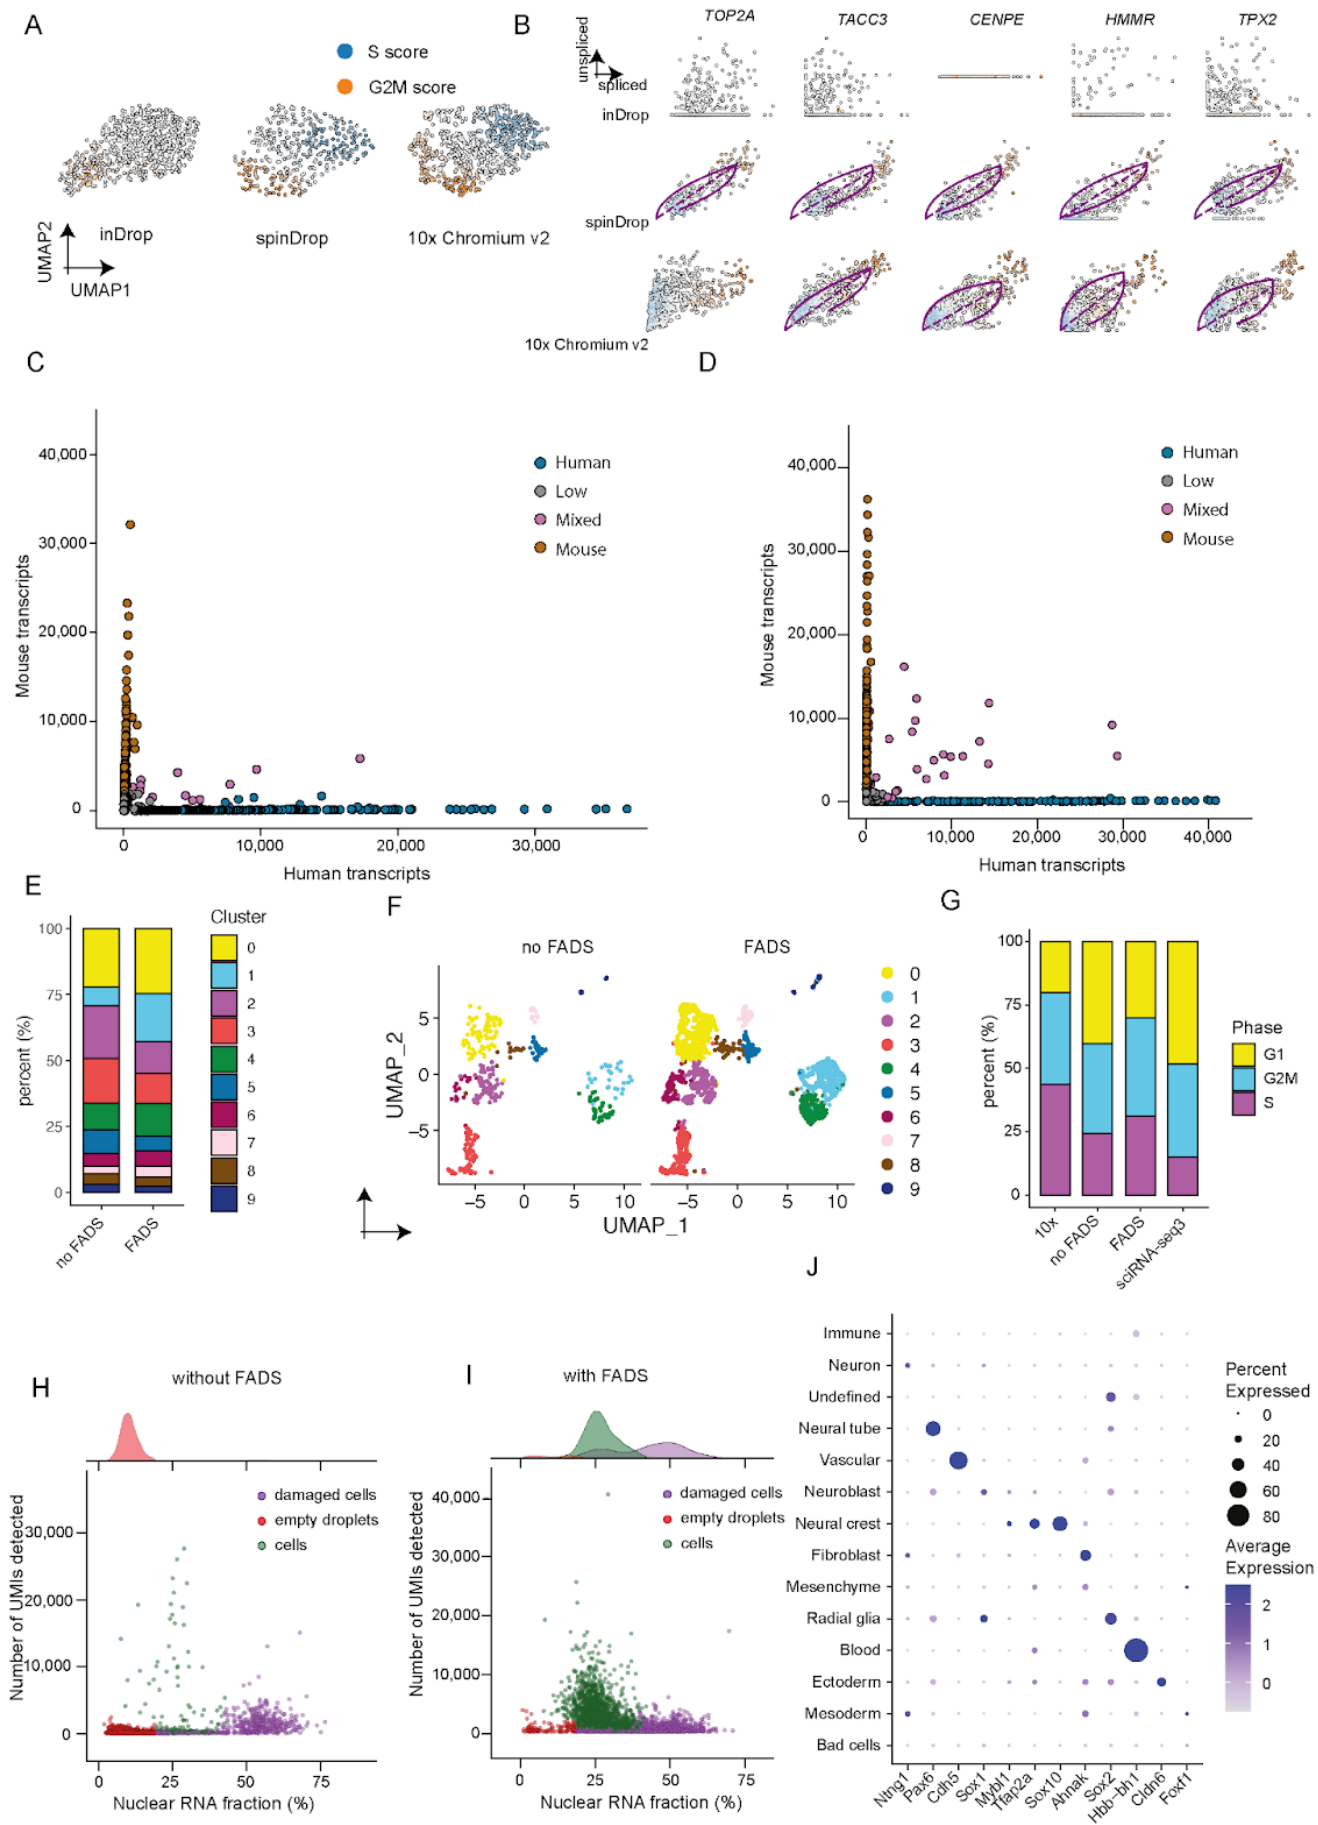 A
S score
G2M score
inDrop
spinDrop
10x Chromium v2
UMAP2
UMAP1
B
TOP2A
TACC3
CENPE
HMMR
TPX2
unspliced
spliced
inDrop
spinDrop
10x Chromium v2
C
40,000
30,000
20,000
10,000
0
Mouse transcripts
0
10,000
20,000
30,000
Human transcripts
Human
Low
Mixed
Mouse
D
40,000
30,000
20,000
10,000
0
Mouse transcripts
0
10,000
20,000
30,000
40,000
Human transcripts
Human
Low
Mixed
Mouse
E
100
75
50
25
0
percent (%)
no FADS
FADS
Cluster
0
1
2
3
4
5
6
7
8
9
F
no FADS
FADS
5
0
−5
UMAP_2
−5
0
5
10
−5
0
5
10
UMAP_1
0
1
2
3
4
5
6
7
8
9
G
100
75
50
25
0
percent (%)
10x
no FADS
FADS
sciRNA-seq3
Phase
G1
G2M
S
H
without FADS
damaged cells
empty droplets
cells
30,000
20,000
10,000
0
Number of UMIs detected
0
25
50
75
Nuclear RNA fraction (%)
I
with FADS
damaged cells
empty droplets
cells
40,000
30,000
20,000
10,000
0
Number of UMIs detected
0
25
50
75
Nuclear RNA fraction (%)
J
Immune
Neuron
Undefined
Neural tube
Vascular
Neuroblast
Neural crest
Fibroblast
Mesenchyme
Radial glia
Blood
Ectoderm
Mesoderm
Bad cells
Ntng1
Pax6
Cdh5
Sox1
Mybl1
Tfap2a
Sox10
Ahnak
Sox2
Hbb−bh1
Cldn6
Foxf1
Percent
Expressed
0
20
40
60
80
Average
Expression
2
1
0